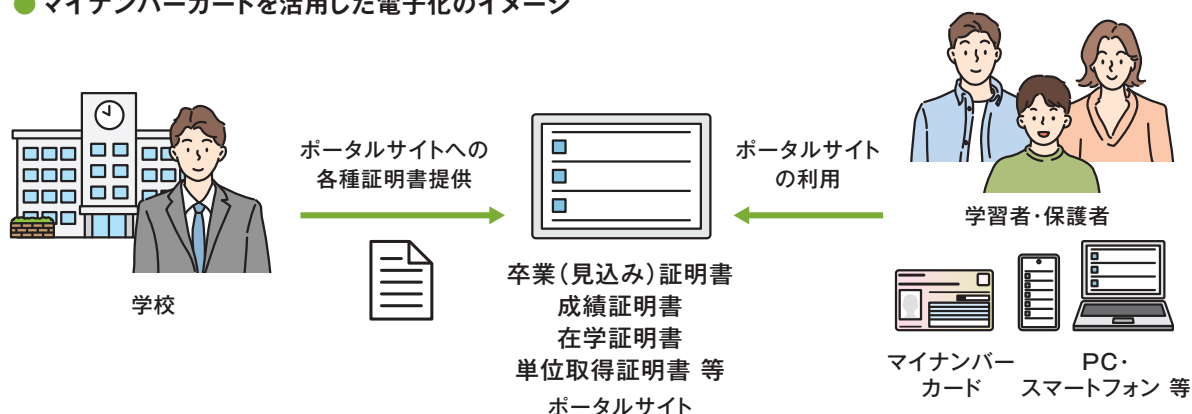 ● マイナンバーカードを活用した電子化のイメージ
ポータルサイトへの
各種証明書提供
ポータルサイト
の利用
学校
卒業(見込み)証明書
成績証明書
在学証明書
単位取得証明書 等
ポータルサイト
学習者・保護者
マイナンバー
カード
PC・
スマートフォン 等